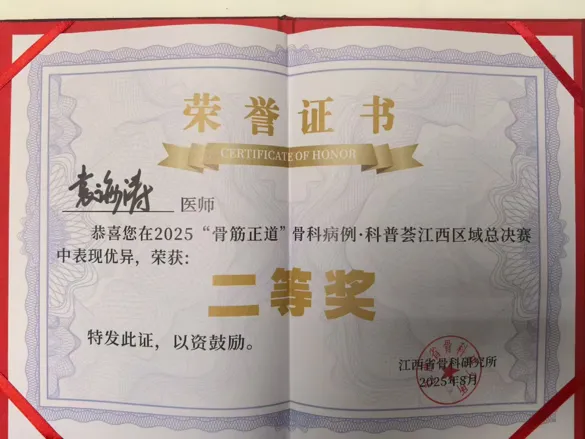 荣誉证书
CERTIFICATE OF HONOR
袁海涛 医师
恭喜您在2025“骨筋正道”骨科病例·科普荟江西区域总决赛
中表现优异，荣获：
二等奖
特发此证，以资鼓励。
江西省骨科研究所
2025年8月